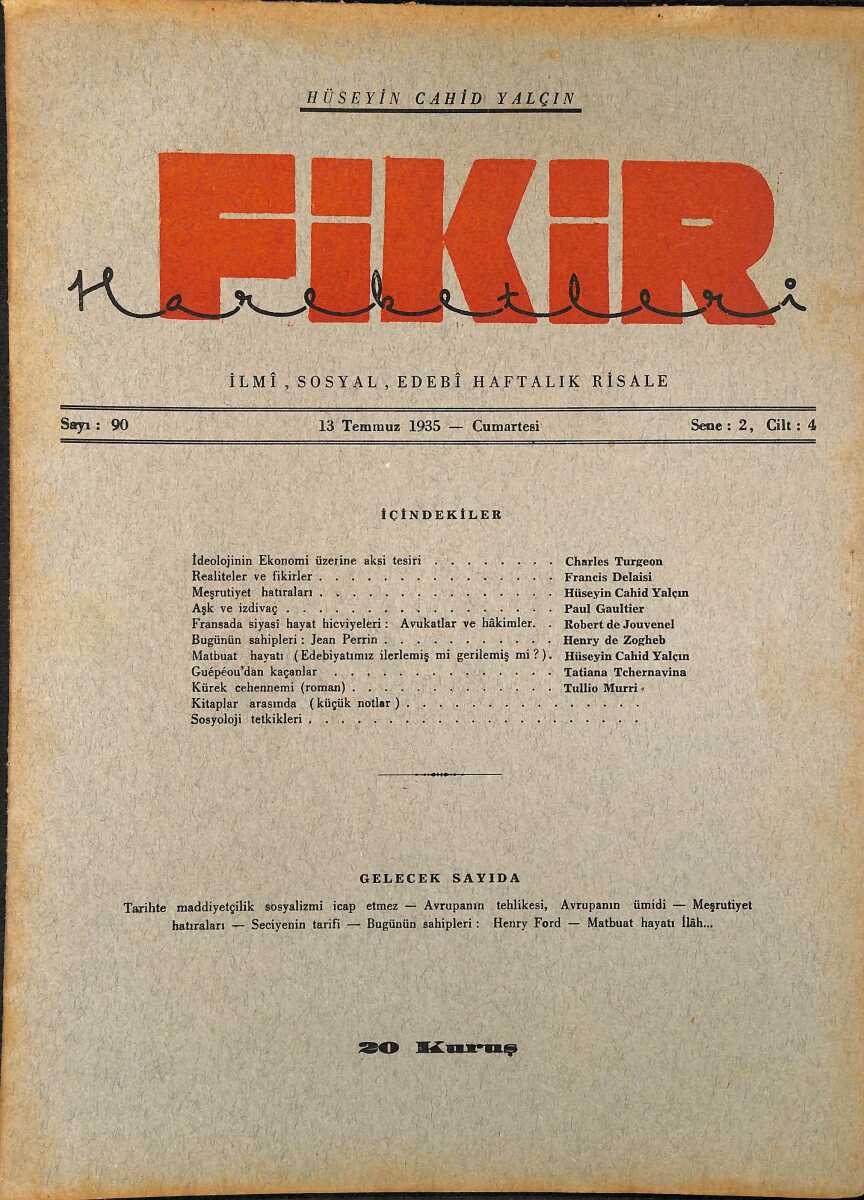 HÜSEYİN CAHİD YALÇIN
FİKİR
Hareketleri
İLMÎ , SOSYAL , EDEBÎ HAFTALIK RİSALE
Sayı : 90 13 Temmuz 1935 — Cumartesi Sene : 2, Cilt : 4
İÇİNDEKİLER
İdeolojinin Ekonomi üzerine aksi tesiri . . . . . . . . Charles Turgeon
Realiteler ve fikirler . . . . . . . . . . . . . . . Francis Delaisi
Meşrutiyet hatıraları . . . . . . . . . . . . . . . Hüseyin Cahid Yalçın
Aşk ve izdivaç . . . . . . . . . . . . . . . . . Paul Gaultier
Fransada siyasî hayat hicviyeleri : Avukatlar ve hâkimler. . Robert de Jouvenel
Bugünün sahipleri : Jean Perrin . . . . . . . . . . . Henry de Zogheb
Matbuat hayatı ( Edebiyatımız ilerlemiş mi gerilemiş mi ? ). Hüseyin Cahid Yalçın
Guépéou'dan kaçanlar . . . . . . . . . . . . . . Tatiana Tchernavina
Kürek cehennemi (roman) . . . . . . . . . . . . . Tullio Murri
Kitaplar arasında ( küçük notlar ) . . . . . . . . . . . . . . .
Sosyoloji tetkikleri . . . . . . . . . . . . . . . . . . . . .
GELECEK SAYIDA
Tarihte maddiyetçilik sosyalizmi icap etmez — Avrupanın tehlikesi, Avrupanın ümidi — Meşrutiyet
hatıraları — Seciyenin tarifi — Bugünün sahipleri : Henry Ford — Matbuat hayatı İlâh...
20 Kuruş